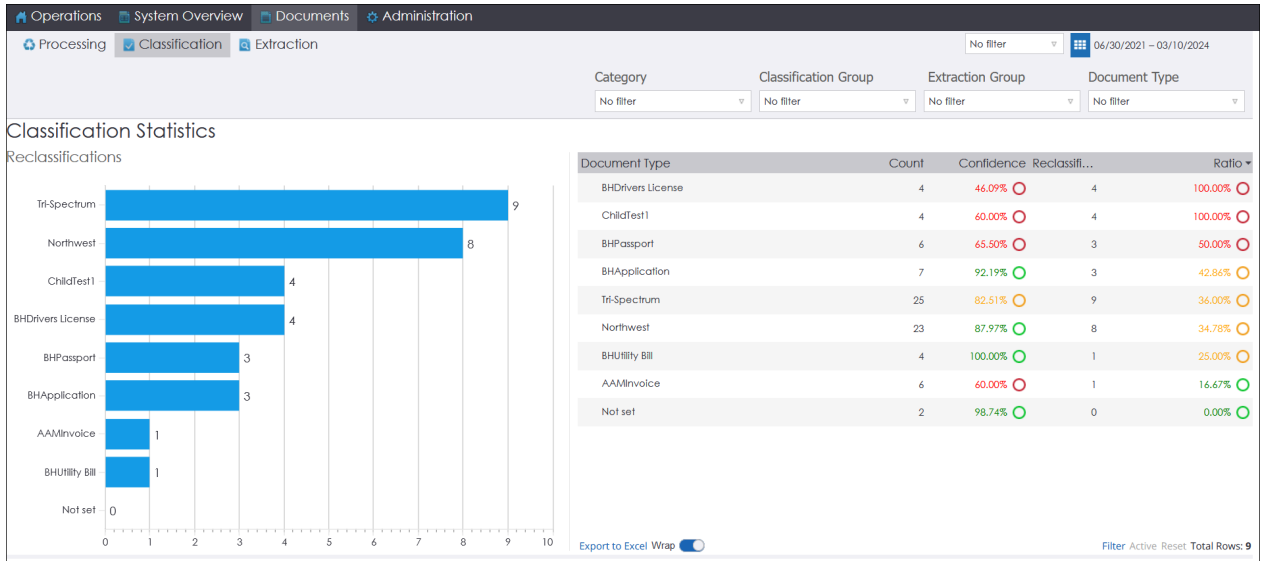 Operations System Overview Documents Administration
Processing Classification Extraction No filter 06/30/2021 – 03/10/2024
Category Classification Group Extraction Group Document Type
No filter No filter No filter No filter
Classification Statistics
Reclassifications
Tri-Spectrum 9
Northwest 8
ChildTest1 4
BHDrivers License 4
BHPassport 3
BHApplication 3
AAMInvoice 1
BHUtility Bill 1
Not set 0
0 1 2 3 4 5 6 7 8 9 10
Document Type Count Confidence Reclassifi... Ratio
BHDrivers License 4 46.09% 4 100.00%
ChildTest1 4 60.00% 4 100.00%
BHPassport 6 65.50% 3 50.00%
BHApplication 7 92.19% 3 42.86%
Tri-Spectrum 25 82.51% 9 36.00%
Northwest 23 87.97% 8 34.78%
BHUtility Bill 4 100.00% 1 25.00%
AAMInvoice 6 60.00% 1 16.67%
Not set 2 98.74% 0 0.00%
Export to Excel Wrap Filter Active Reset Total Rows: 9